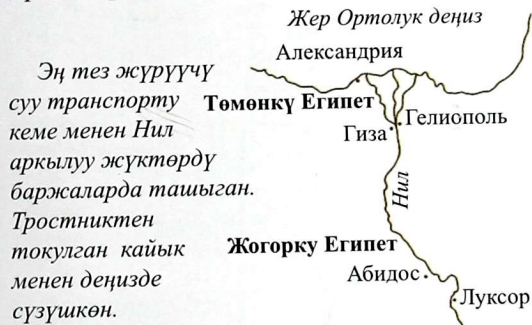 Эң тез жүрүүчү
суу транспорту
кеме менен Нил
аркылуу жүктөрдү
баржаларда ташыган.
Тростниктен
токулган кайык
менен деңизде
сүзүшкөн.
Жер Ортолук деңиз
Александрия
Төмөнкү Египет
Гелиополь
Гиза
Нил
Жогорку Египет
Абидос
Луксор